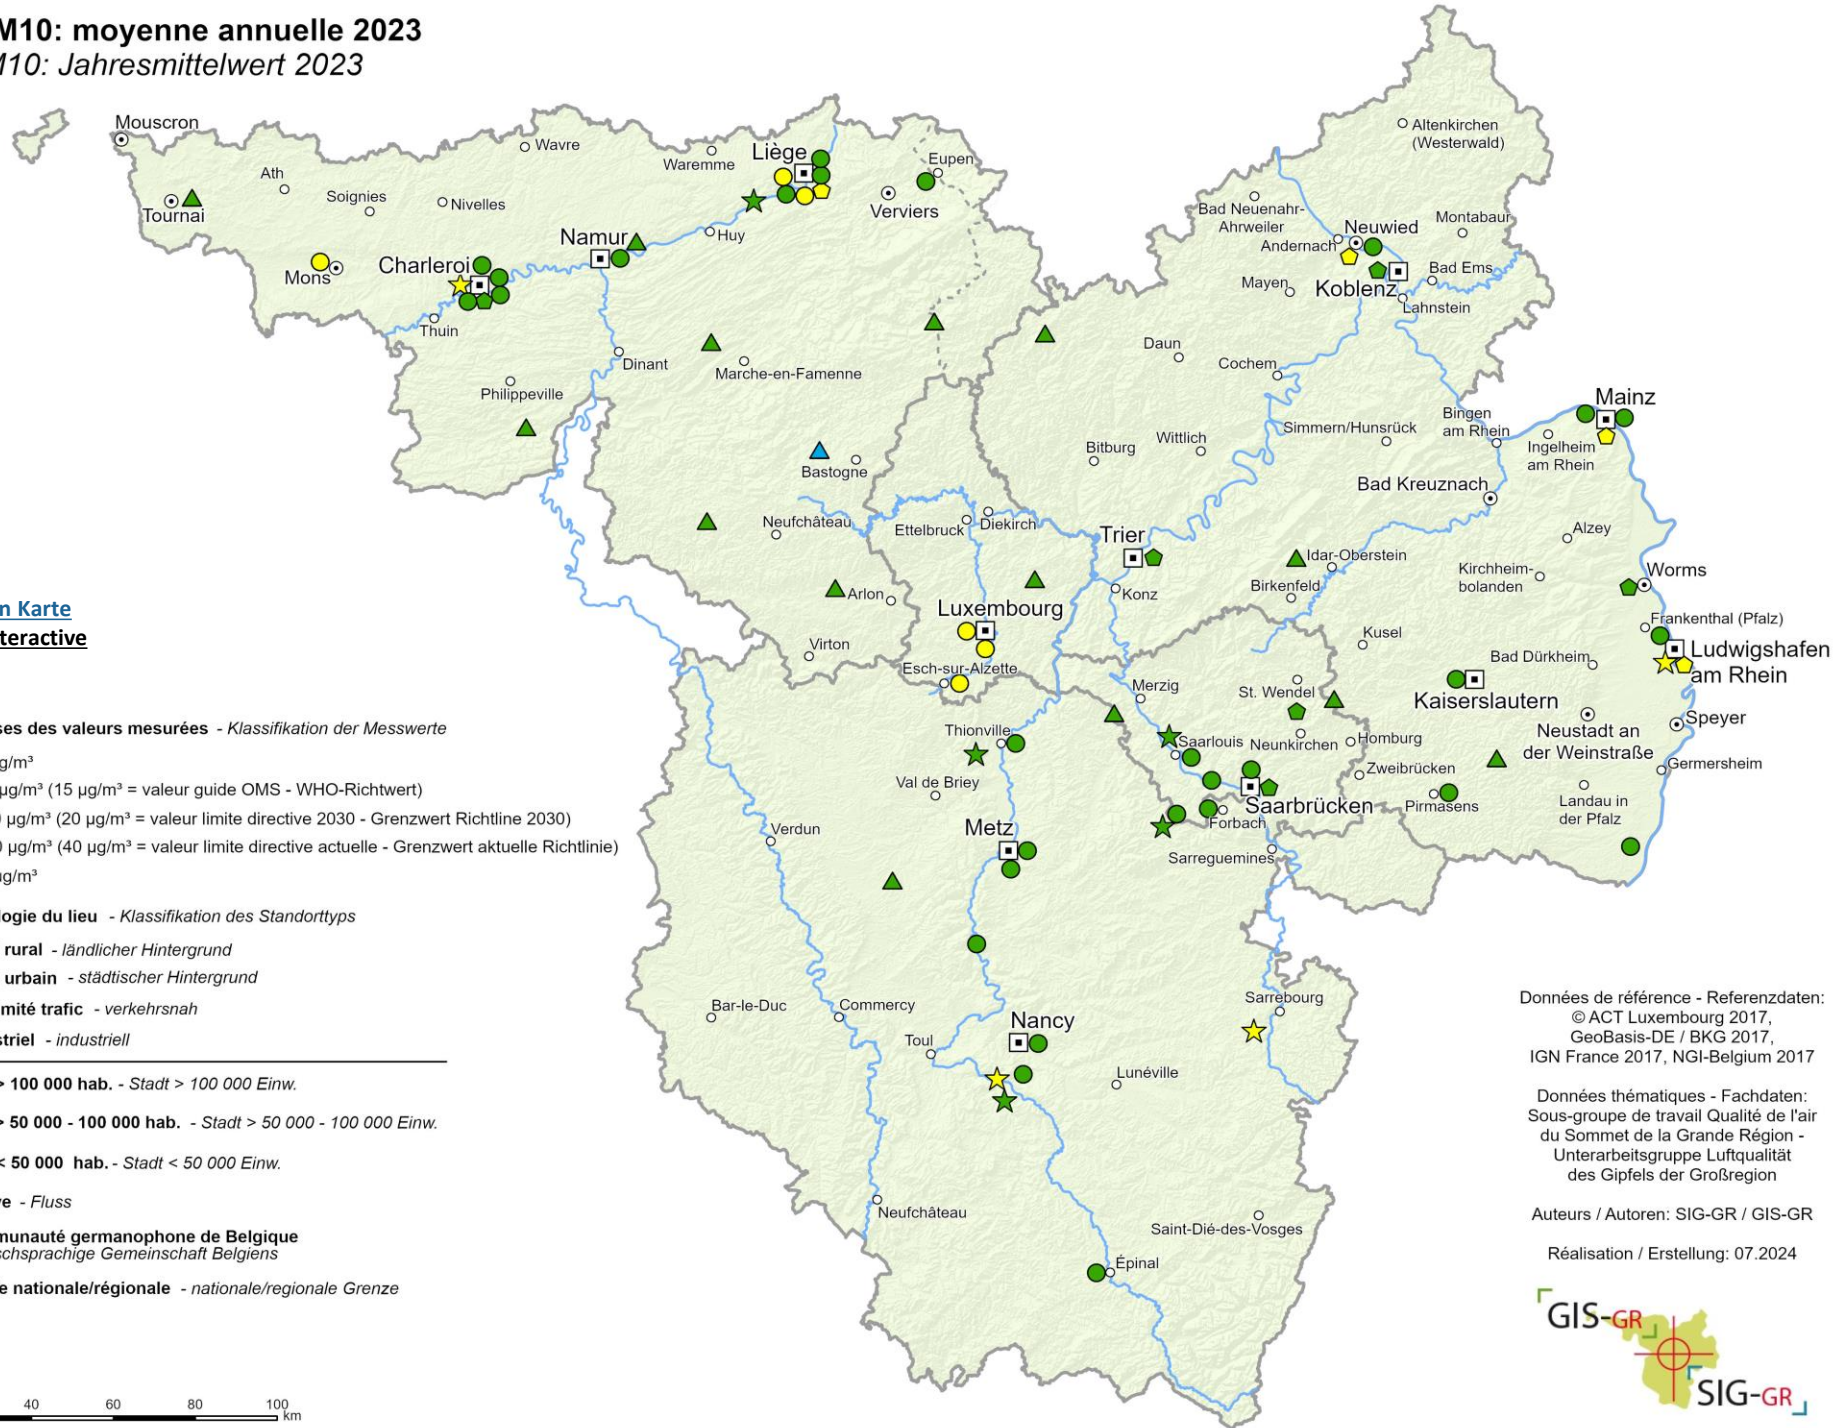 M10: moyenne annuelle 2023
M10: Jahresmittelwert 2023
Mouscron
Tournai
Ath
Soignies
Nivelles
Wavre
Waremme
Liège
Eupen
Verviers
Huy
Namur
Charleroi
Mons
Thuin
Dinant
Philippeville
Marche-en-Famenne
Bastogne
Neufchâteau
Arlon
Virton
Ettelbruck
Diekirch
Luxembourg
Esch-sur-Alzette
Altenkirchen
(Westerwald)
Bad Neuenahr-
Ahrweiler
Neuwied
Andernach
Montabaur
Mayen
Koblenz
Bad Ems
Lahnstein
Daun
Cochem
Bitburg
Wittlich
Simmern/Hunsrück
Bingen
am Rhein
Mainz
Ingelheim
am Rhein
Bad Kreuznach
Alzey
Trier
Konz
Idar-Oberstein
Birkenfeld
Kirchheim-
bolanden
Worms
Frankenthal (Pfalz)
Ludwigshafen
am Rhein
Kusel
Bad Dürkheim
Kaiserslautern
Neustadt an
der Weinstraße
Speyer
Germersheim
Landau in
der Pfalz
Pirmasens
Zweibrücken
Homburg
Neunkirchen
St. Wendel
Merzig
Saarlouis
Saarbrücken
Forbach
Sarreguemines
Thionville
Val de Briey
Metz
Verdun
Bar-le-Duc
Commercy
Toul
Nancy
Lunéville
Sarrebourg
Neufchâteau
Saint-Dié-des-Vosges
Épinal
n Karte
teractive
ses des valeurs mesurées - Klassifikation der Messwerte
g/m³
µg/m³ (15 µg/m³ = valeur guide OMS - WHO-Richtwert)
µg/m³ (20 µg/m³ = valeur limite directive 2030 - Grenzwert Richtline 2030)
0 µg/m³ (40 µg/m³ = valeur limite directive actuelle - Grenzwert aktuelle Richtlinie)
µg/m³
logie du lieu - Klassifikation des Standorttyps
rural - ländlicher Hintergrund
urbain - städtischer Hintergrund
mité trafic - verkehrsnah
striel - industriell
> 100 000 hab. - Stadt > 100 000 Einw.
> 50 000 - 100 000 hab. - Stadt > 50 000 - 100 000 Einw.
< 50 000 hab. - Stadt < 50 000 Einw.
ve - Fluss
munauté germanophone de Belgique
schsprachige Gemeinschaft Belgiens
e nationale/régionale - nationale/regionale Grenze
40 60 80 100
km
Données de référence - Referenzdaten:
© ACT Luxembourg 2017,
GeoBasis-DE / BKG 2017,
IGN France 2017, NGI-Belgium 2017
Données thématiques - Fachdaten:
Sous-groupe de travail Qualité de l'air
du Sommet de la Grande Région -
Unterarbeitsgruppe Luftqualität
des Gipfels der Großregion
Auteurs / Autoren: SIG-GR / GIS-GR
Réalisation / Erstellung: 07.2024
GIS-GR
SIG-GR